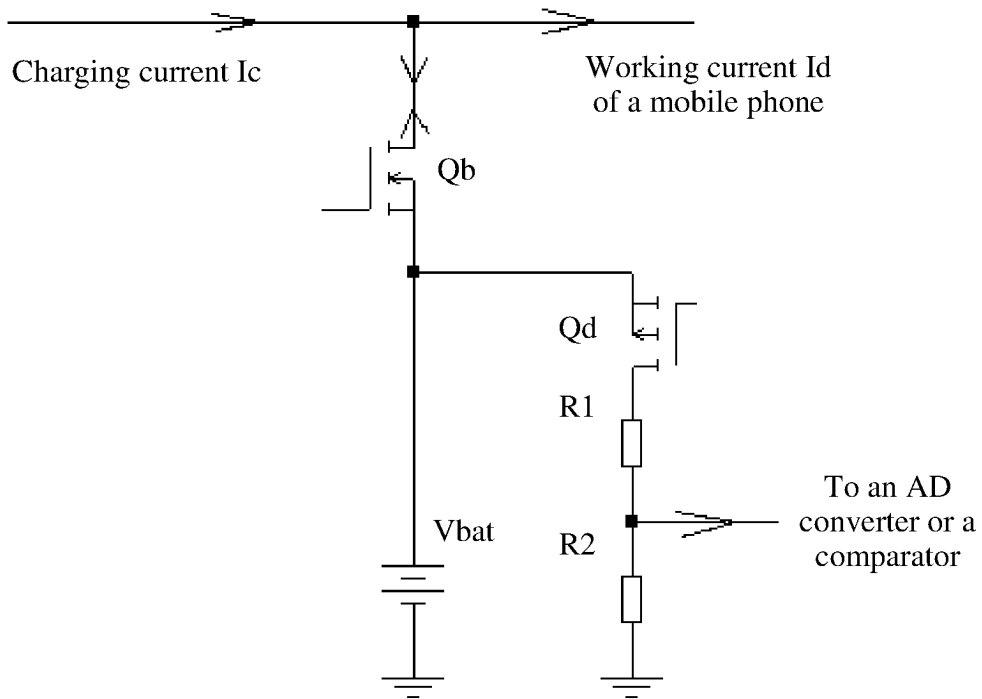 Charging current Ic
Working current Id
of a mobile phone
Qb
Qd
R1
To an AD
converter or a
comparator
Vbat
R2